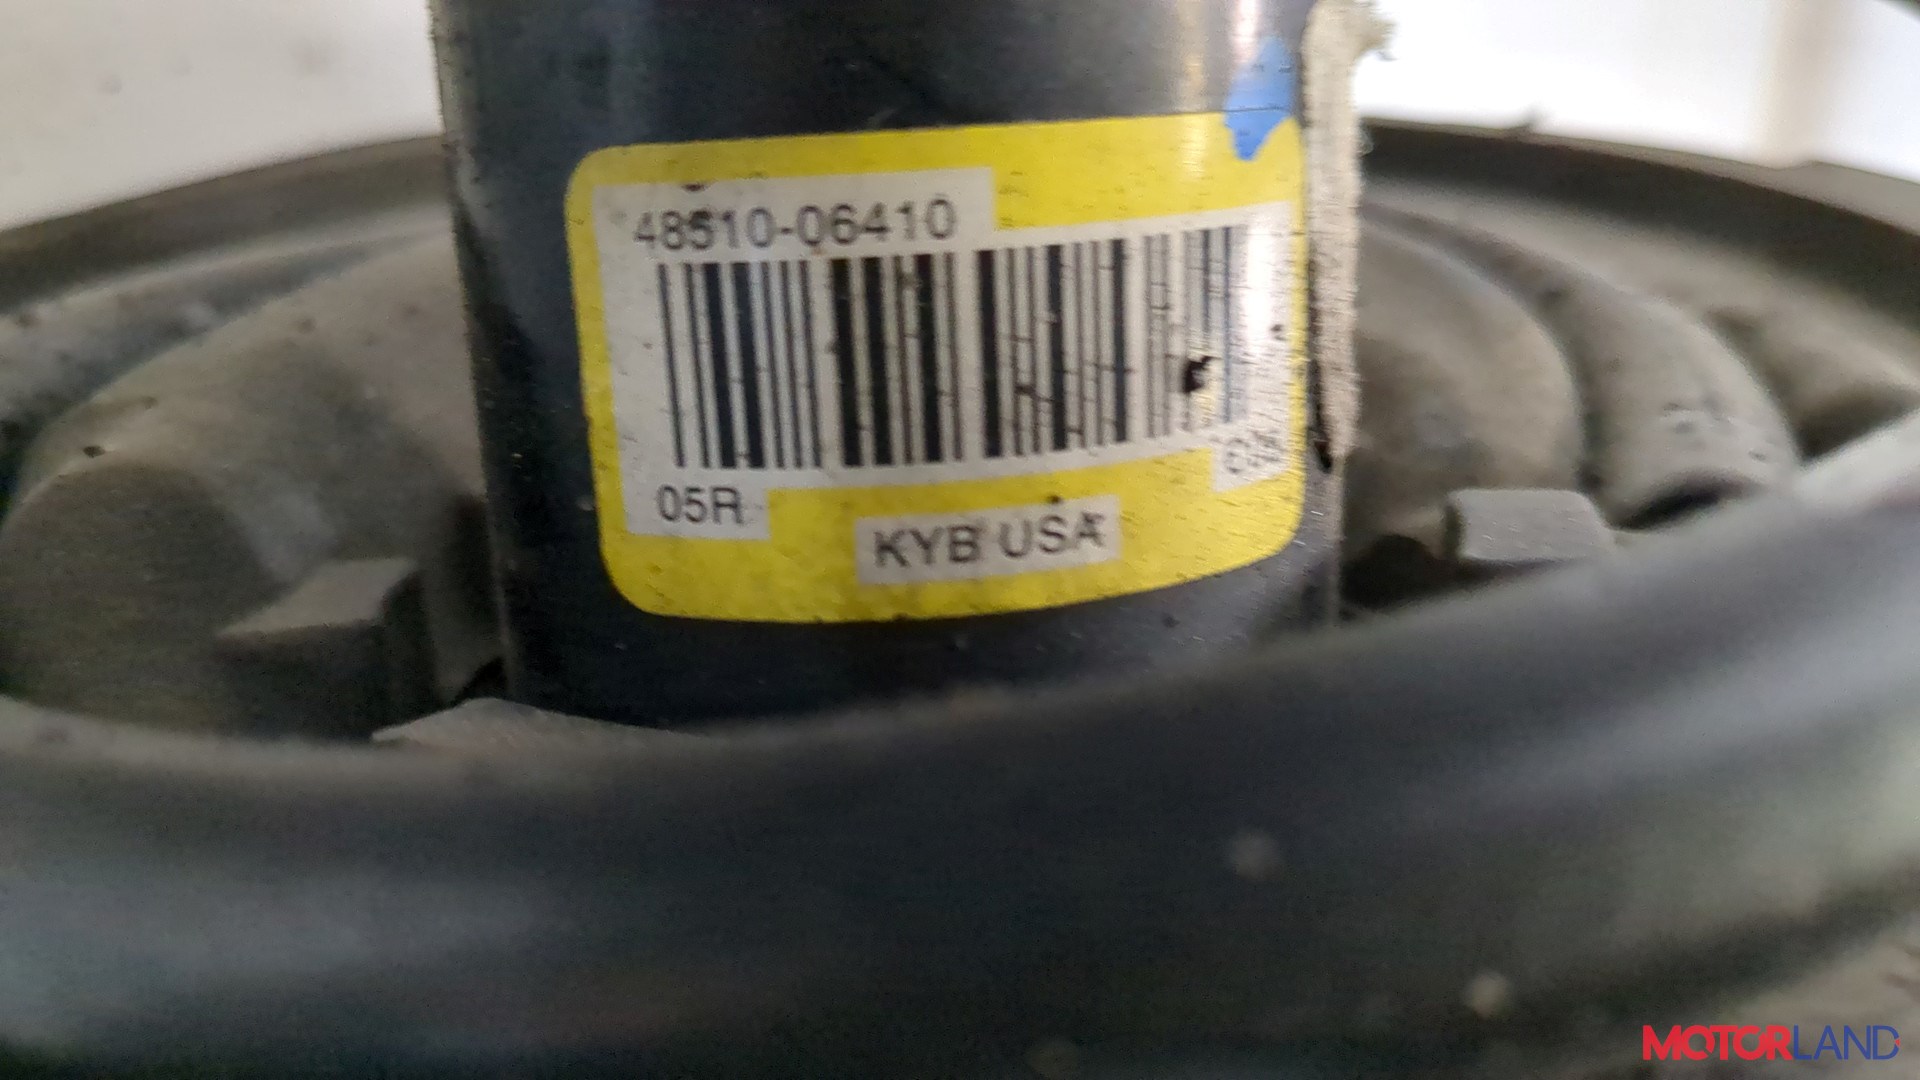 48510-06410
05R
KYB USA
MOTORLAND